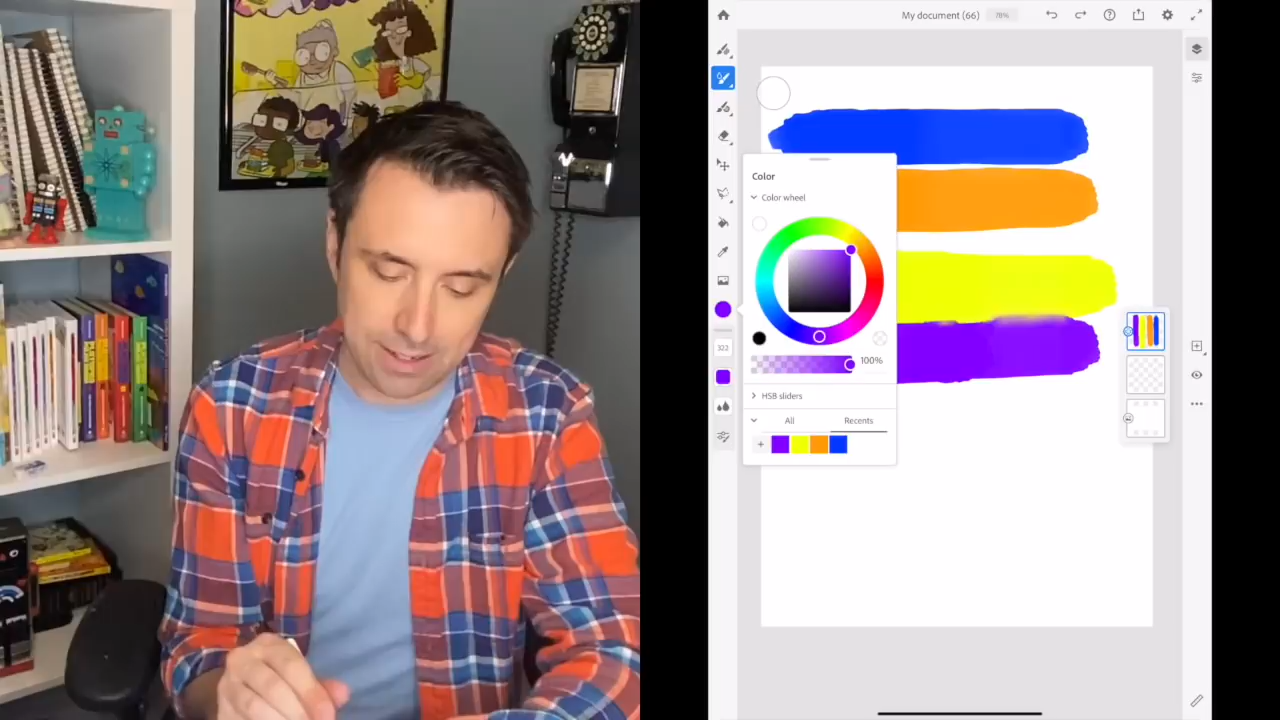 My document (66)
78%
Color
Color wheel
100%
322
HSB sliders
All
Recents